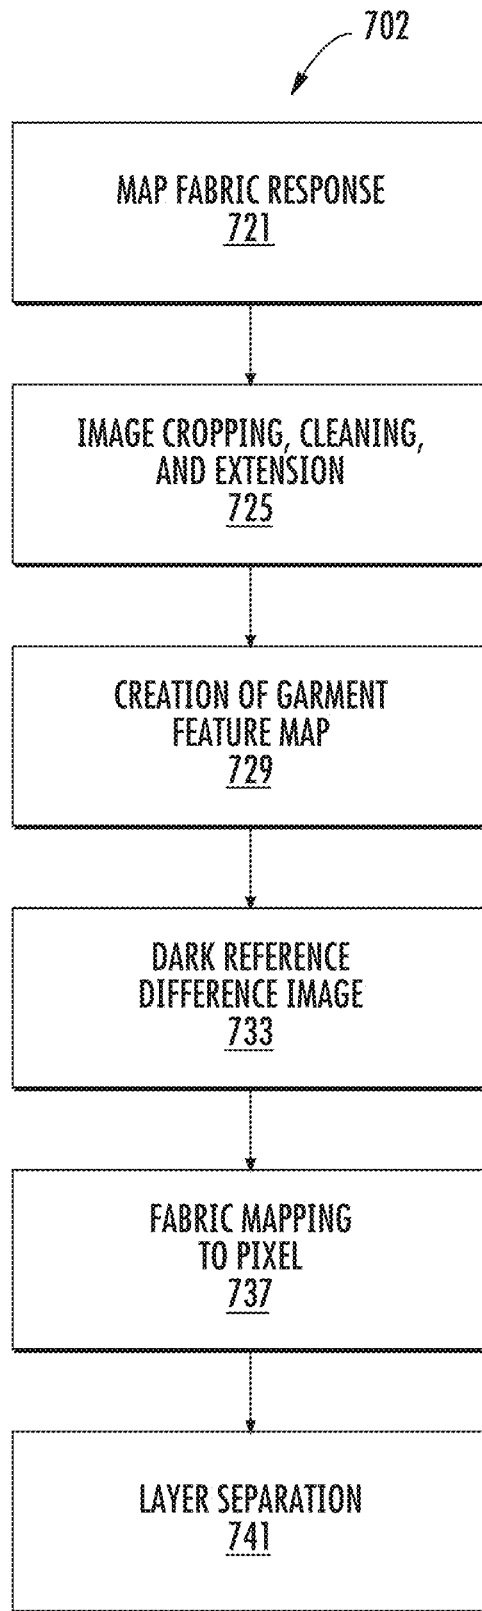 702
MAP FABRIC RESPONSE
721
IMAGE CROPPING, CLEANING,
AND EXTENSION
725
CREATION OF GARMENT
FEATURE MAP
729
DARK REFERENCE
DIFFERENCE IMAGE
733
FABRIC MAPPING
TO PIXEL
737
LAYER SEPARATION
741